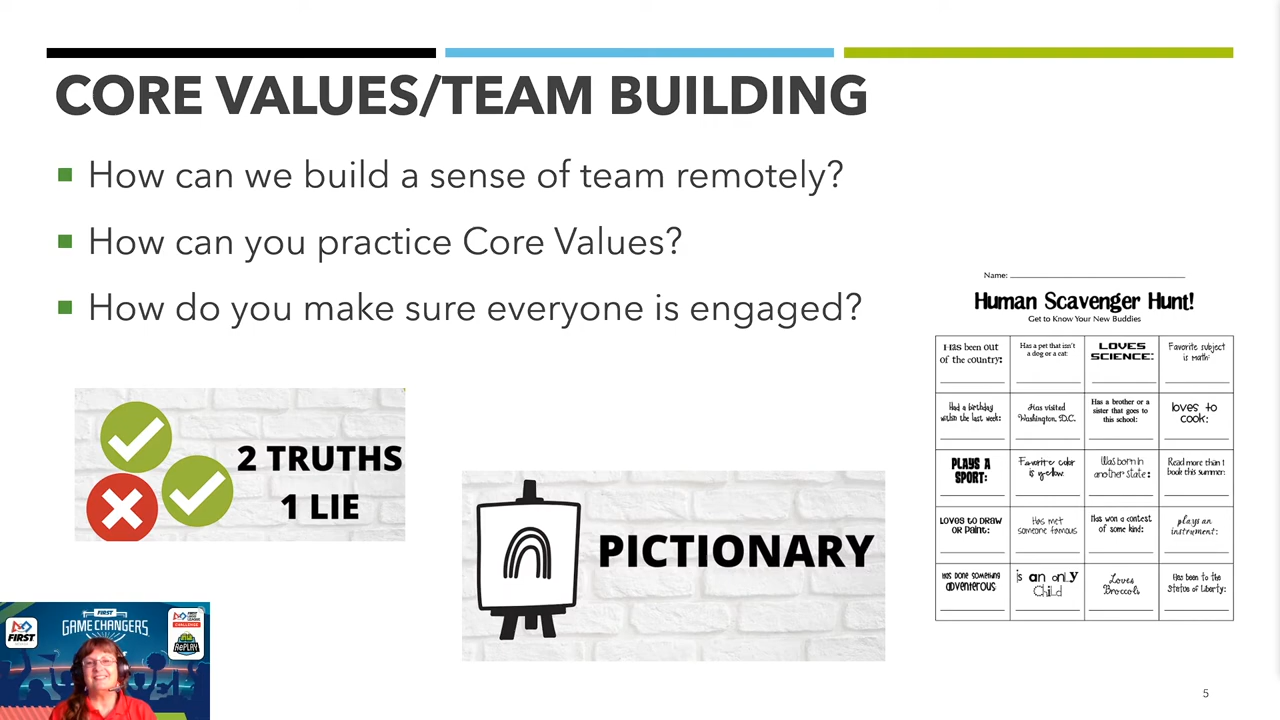 CORE VALUES/TEAM BUILDING
How can we build a sense of team remotely?
How can you practice Core Values?
How do you make sure everyone is engaged?
2 TRUTHS
1 LIE
PICTIONARY
Name:
Human Scavenger Hunt!
Get to Know Your New Buddies
Has been out
of the country:
Has a pet that isn't
a dog or a cat:
LOVES
SCIENCE:
Favorite subject
is math:
Had a birthday
within the last week:
Has visited
Washington, D.C.
Has a brother or a
sister that goes to
this school:
loves to
cook:
PLAYS A
SPORT:
Favorite color
is yellow
Was born in
another state:
Read more than 1
book this summer:
LOVES TO DRAW
OR PAINT:
Has met
someone famous
Has won a contest
of some kind:
plays an
instrument:
Has done something
adventerous:
is an only
Child
Loves
Broccoli
Has been to the
Statue of Liberty:
FIRST
GAME CHANGERS
FIRST
CHALLENGE
RePLAY
5